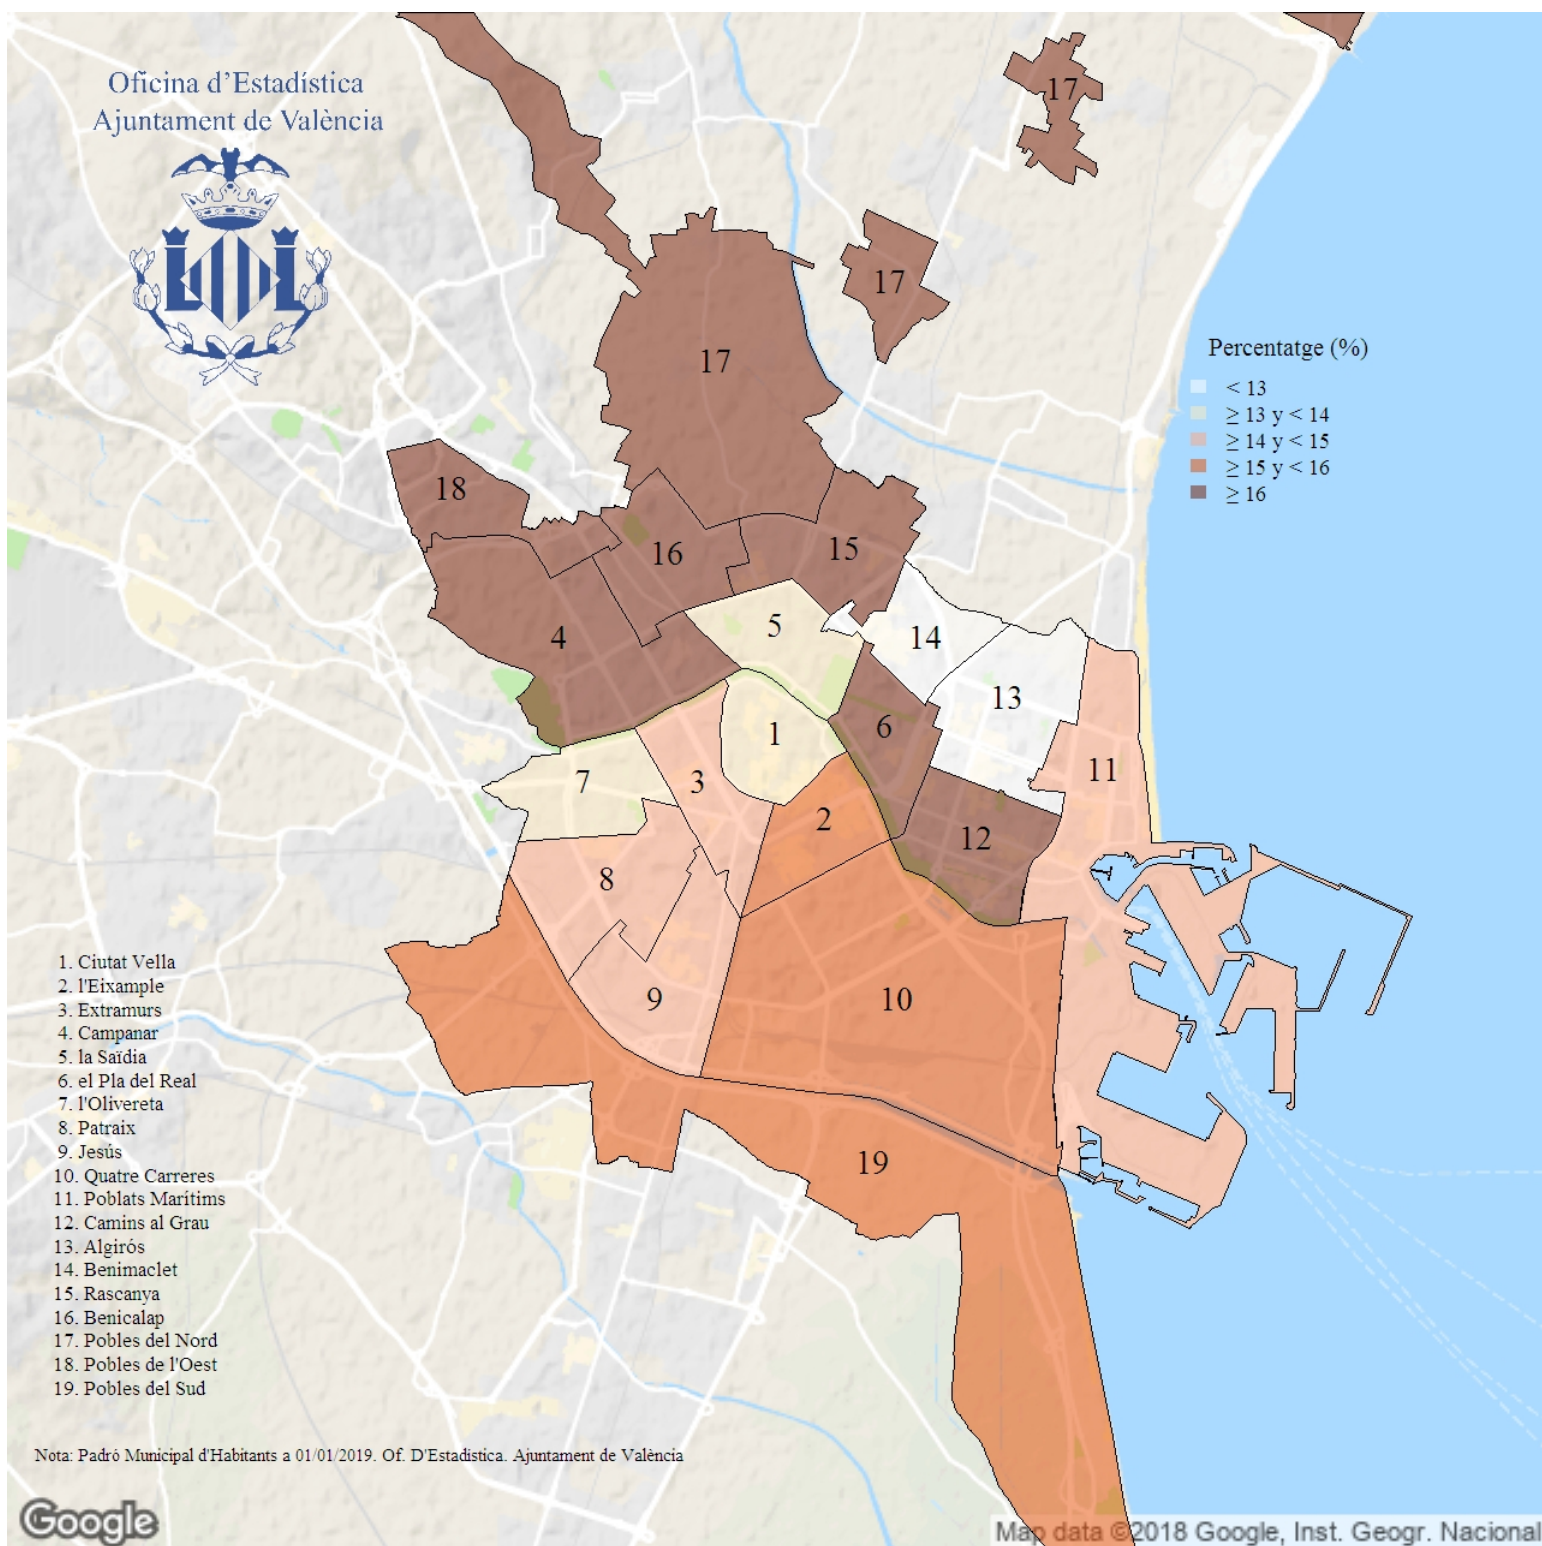 Oficina d'Estadística
Ajuntament de València
17
17
17
Percentatge (%)
< 13
≥ 13 y < 14
≥ 14 y < 15
≥ 15 y < 16
≥ 16
18
16
15
5
14
4
13
6
1
11
7
3
2
12
8
9
10
19
1. Ciutat Vella
2. l'Eixample
3. Extramurs
4. Campanar
5. la Saïdia
6. el Pla del Real
7. l'Olivereta
8. Patraix
9. Jesús
10. Quatre Carreres
11. Poblats Marítims
12. Camins al Grau
13. Algirós
14. Benimaclet
15. Rascanya
16. Benicalap
17. Pobles del Nord
18. Pobles de l'Oest
19. Pobles del Sud
Nota: Padró Municipal d'Habitants a 01/01/2019. Of. D'Estadística. Ajuntament de València
Google
Map data ©2018 Google, Inst. Geogr. Nacional